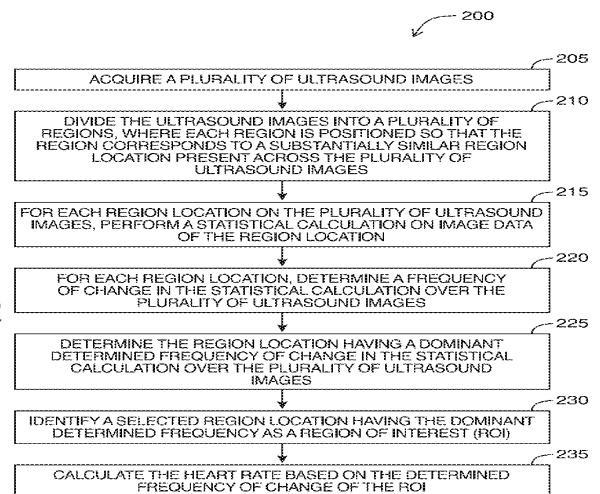 200
205
ACQUIRE A PLURALITY OF ULTRASOUND IMAGES
210
DIVIDE THE ULTRASOUND IMAGES INTO A PLURALITY OF
REGIONS, WHERE EACH REGION IS POSITIONED SO THAT THE
REGION CORRESPONDS TO A SUBSTANTIALLY SIMILAR REGION
LOCATION PRESENT ACROSS THE PLURALITY OF
ULTRASOUND IMAGES
215
FOR EACH REGION LOCATION ON THE PLURALITY OF ULTRASOUND
IMAGES, PERFORM A STATISTICAL CALCULATION ON IMAGE DATA
OF THE REGION LOCATION
220
FOR EACH REGION LOCATION, DETERMINE A FREQUENCY
OF CHANGE IN THE STATISTICAL CALCULATION OVER THE
PLURALITY OF ULTRASOUND IMAGES
225
DETERMINE THE REGION LOCATION HAVING A DOMINANT
DETERMINED FREQUENCY OF CHANGE IN THE STATISTICAL
CALCULATION OVER THE PLURALITY OF ULTRASOUND
IMAGES
230
IDENTIFY A SELECTED REGION LOCATION HAVING THE DOMINANT
DETERMINED FREQUENCY AS A REGION OF INTEREST (ROI)
235
CALCULATE THE HEART RATE BASED ON THE DETERMINED
FREQUENCY OF CHANGE OF THE ROI